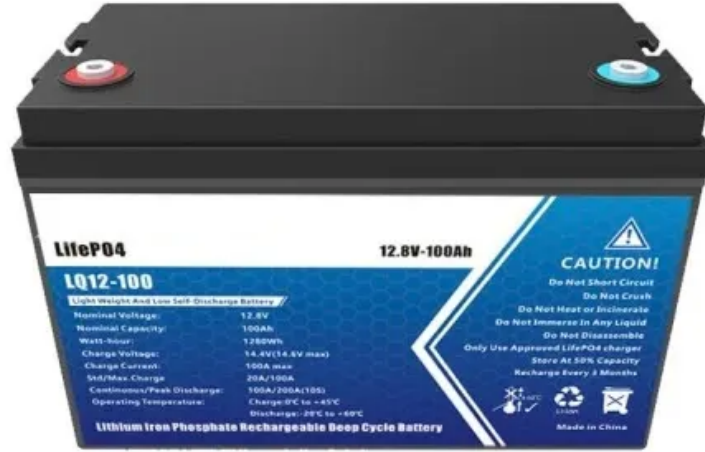 LifePO4
12.8V-100Ah
LQ12-100
Light Weight And Low Self-Discharge Battery
Nominal Voltage: 12.8V
Nominal Capacity: 100Ah
Watt-hour: 1280Wh
Charge Voltage: 14.4V(14.6V max)
Charge Current: 100A max
Std/Max.Charge 20A/100A
Continuous/Peak Discharge: 100A/200A(10S)
Operating Temperature: Charge:0℃ to +45℃
Discharge:-20℃ to +60℃
Lithium Iron Phosphate Rechargeable Deep Cycle Battery
CAUTION!
Do Not Short Circuit
Do Not Crush
Do Not Heat or Incinerate
Do Not Immerse In Any Liquid
Do Not Disassemble
Only Use Approved LifePO4 charger
Store At 50% Capacity
Recharge Every 3 Months
Made in China